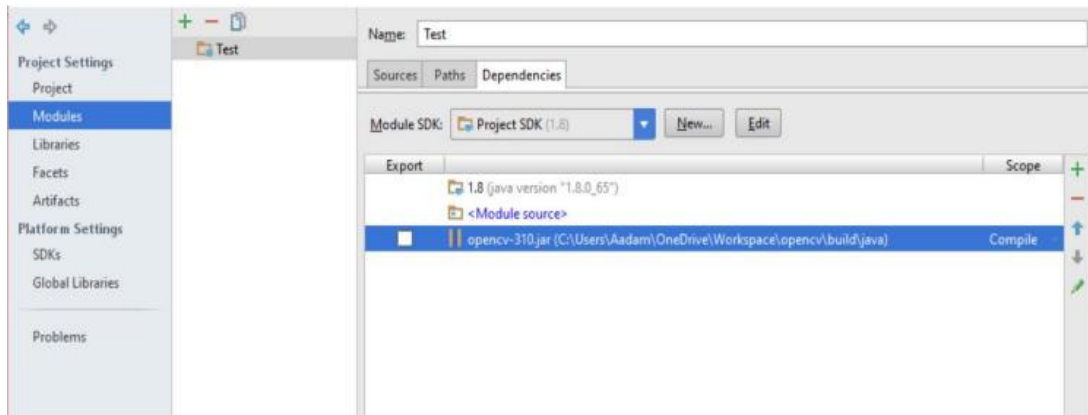 Project Settings
Project
Modules
Libraries
Facets
Artifacts
Platform Settings
SDKs
Global Libraries
Problems
Test
Name: Test
Sources Paths Dependencies
Module SDK: Project SDK (1.8) New... Edit
Export Scope
1.8 (java version "1.8.0_65")
<Module source>
opencv-310.jar (C:\Users\Aadam\OneDrive\Workspace\opencv\build\java) Compile